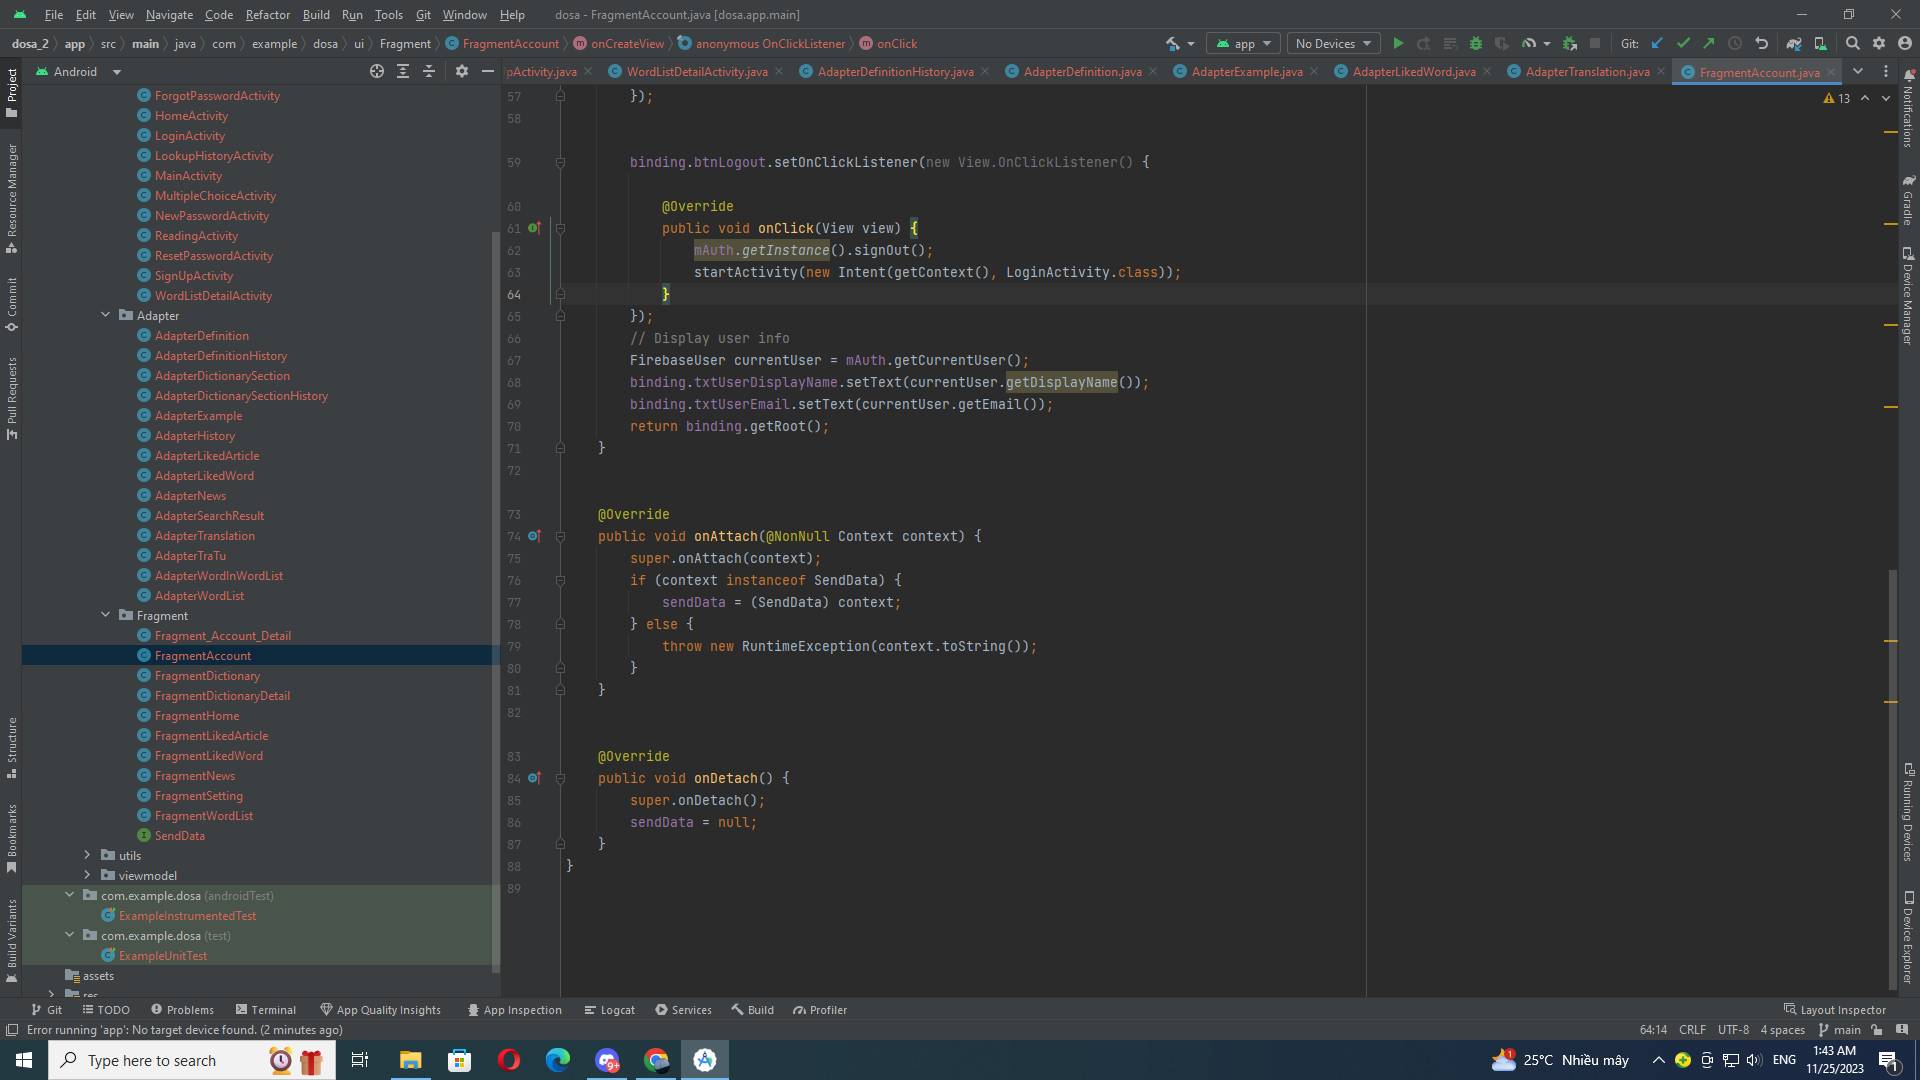 File Edit View Navigate Code Refactor Build Run Tools Git Window Help dosa - FragmentAccount.java [dosa.app.main]
dosa_2 app src main java com example dosa ui Fragment FragmentAccount onCreateView anonymous OnClickListener onClick app No Devices Git:
Android
pActivity.java WordListDetailActivity.java AdapterDefinitionHistory.java AdapterDefinition.java AdapterExample.java AdapterLikedWord.java AdapterTranslation.java FragmentAccount.java
Project
Resource Manager
Commit
Pull Requests
Structure
Bookmarks
Build Variants
ForgotPasswordActivity
HomeActivity
LoginActivity
LookupHistoryActivity
MainActivity
MultipleChoiceActivity
NewPasswordActivity
ReadingActivity
ResetPasswordActivity
SignUpActivity
WordListDetailActivity
Adapter
AdapterDefinition
AdapterDefinitionHistory
AdapterDictionarySection
AdapterDictionarySectionHistory
AdapterExample
AdapterHistory
AdapterLikedArticle
AdapterLikedWord
AdapterNews
AdapterSearchResult
AdapterTranslation
AdapterTraTu
AdapterWordInWordList
AdapterWordList
Fragment
Fragment_Account_Detail
FragmentAccount
FragmentDictionary
FragmentDictionaryDetail
FragmentHome
FragmentLikedArticle
FragmentLikedWord
FragmentNews
FragmentSetting
FragmentWordList
SendData
utils
viewmodel
com.example.dosa (androidTest)
ExampleInstrumentedTest
com.example.dosa (test)
ExampleUnitTest
assets
res
13
57 });
58
59 binding.btnLogout.setOnClickListener(new View.OnClickListener() {
60 @Override
61 public void onClick(View view) {
62 mAuth.getInstance().signOut();
63 startActivity(new Intent(getContext(), LoginActivity.class));
64 }
65 });
66 // Display user info
67 FirebaseUser currentUser = mAuth.getCurrentUser();
68 binding.txtUserDisplayName.setText(currentUser.getDisplayName());
69 binding.txtUserEmail.setText(currentUser.getEmail());
70 return binding.getRoot();
71 }
72
73 @Override
74 public void onAttach(@NonNull Context context) {
75 super.onAttach(context);
76 if (context instanceof SendData) {
77 sendData = (SendData) context;
78 } else {
79 throw new RuntimeException(context.toString());
80 }
81 }
82
83 @Override
84 public void onDetach() {
85 super.onDetach();
86 sendData = null;
87 }
88 }
89
Notifications
Gradle
Device Manager
Running Devices
Device Explorer
Git TODO Problems Terminal App Quality Insights App Inspection Logcat Services Build Profiler Layout Inspector
Error running 'app': No target device found. (2 minutes ago) 64:14 CRLF UTF-8 4 spaces main
Type here to search 9+ 1 25°C Nhiều mây ENG 1:43 AM 1
11/25/2023